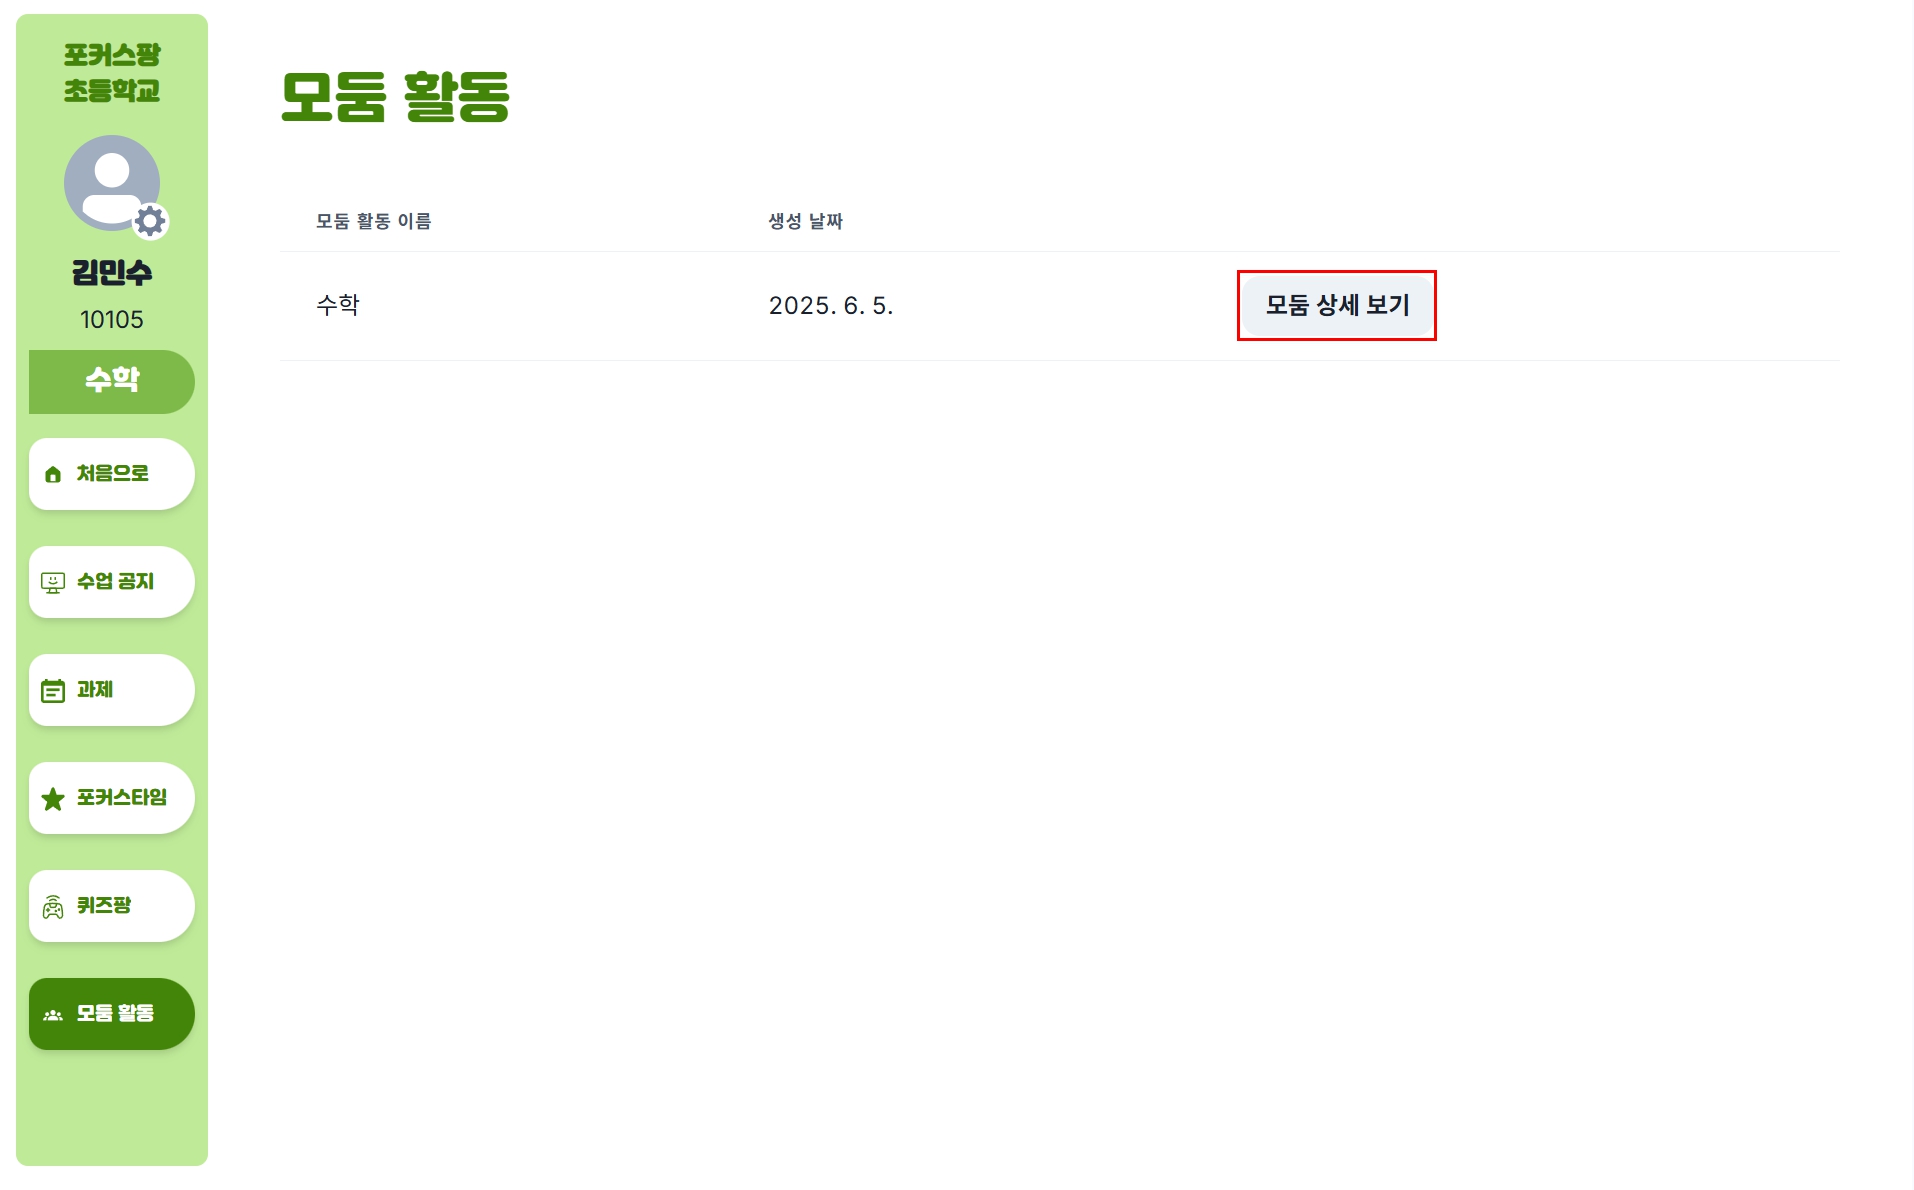 포커스팡
초등학교
김민수
10105
수학
처음으로
수업 공지
과제
포커스타임
퀴즈팡
모둠 활동
모둠 활동
모둠 활동 이름 생성 날짜
수학 2025. 6. 5. 모둠 상세 보기